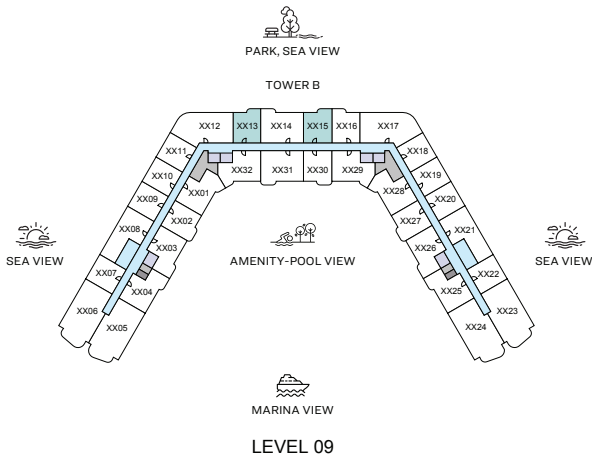 PARK, SEA VIEW
TOWER B
XX12
XX13
XX14
XX15
XX16
XX17
XX11
XX32
XX31
XX30
XX29
XX18
XX10
XX01
XX28
XX19
XX09
XX02
XX27
XX20
XX08
XX03
XX26
XX21
SEA VIEW
AMENITY-POOL VIEW
SEA VIEW
XX07
XX04
XX25
XX22
XX06
XX05
XX24
XX23
MARINA VIEW
LEVEL 09